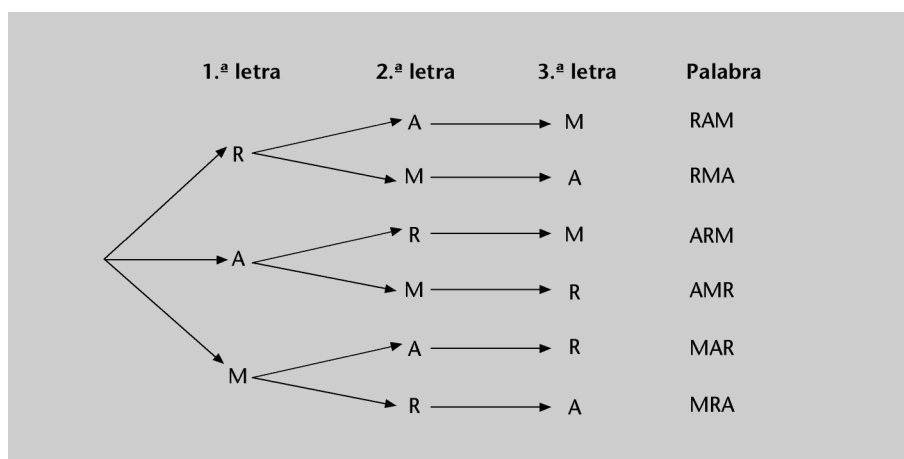 1.ª letra 2.ª letra 3.ª letra Palabra
A M RAM
R
M A RMA
R M ARM
A
M R AMR
A R MAR
M
R A MRA